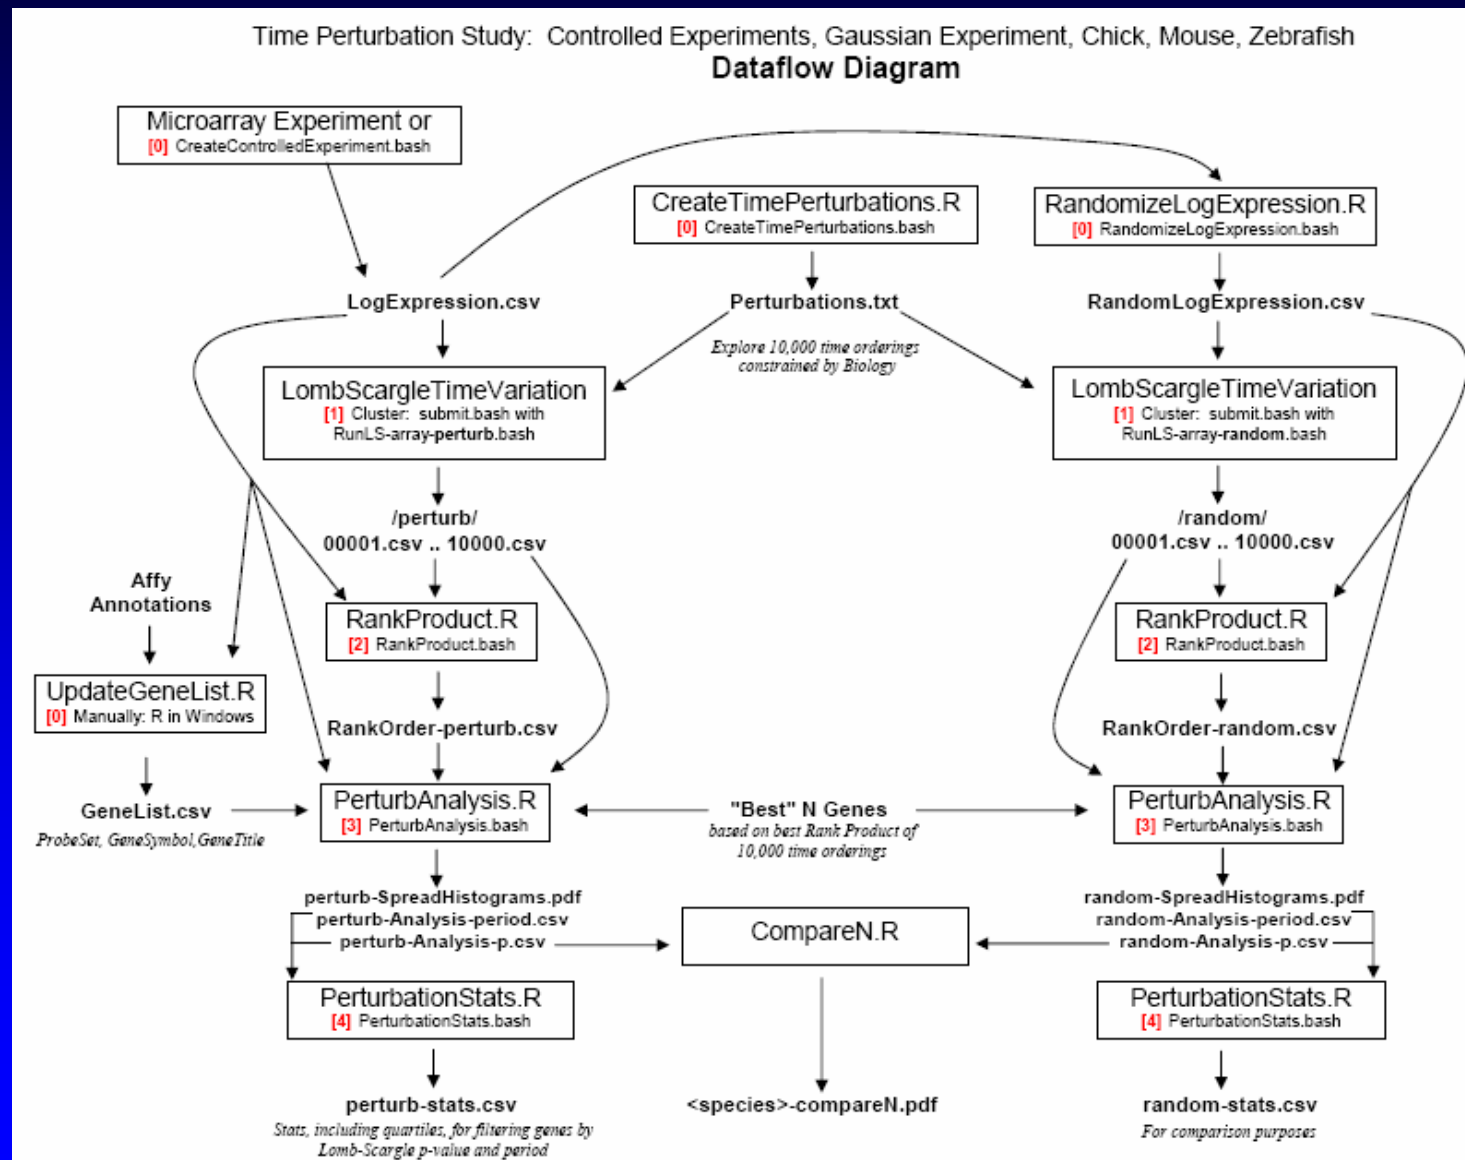 Time Perturbation Study: Controlled Experiments, Gaussian Experiment, Chick, Mouse, Zebrafish
Dataflow Diagram
Microarray Experiment or
[0] CreateControlledExperiment.bash
CreateTimePerturbations.R
[0] CreateTimePerturbations.bash
RandomizeLogExpression.R
[0] RandomizeLogExpression.bash
LogExpression.csv
Perturbations.txt
RandomLogExpression.csv
Explore 10,000 time orderings
constrained by Biology
LombScargleTimeVariation
[1] Cluster: submit.bash with
RunLS-array-perturb.bash
LombScargleTimeVariation
[1] Cluster: submit.bash with
RunLS-array-random.bash
/perturb/
00001.csv .. 10000.csv
/random/
00001.csv .. 10000.csv
Affy
Annotations
RankProduct.R
[2] RankProduct.bash
RankProduct.R
[2] RankProduct.bash
UpdateGeneList.R
[0] Manually: R in Windows
RankOrder-perturb.csv
RankOrder-random.csv
GeneList.csv
ProbeSet, GeneSymbol,GeneTitle
PerturbAnalysis.R
[3] PerturbAnalysis.bash
"Best" N Genes
based on best Rank Product of
10,000 time orderings
PerturbAnalysis.R
[3] PerturbAnalysis.bash
perturb-SpreadHistograms.pdf
perturb-Analysis-period.csv
perturb-Analysis-p.csv
CompareN.R
random-SpreadHistograms.pdf
random-Analysis-period.csv
random-Analysis-p.csv
PerturbationStats.R
[4] PerturbationStats.bash
PerturbationStats.R
[4] PerturbationStats.bash
perturb-stats.csv
Stats, including quartiles, for filtering genes by
Lomb-Scargle p-value and period
<species>-compareN.pdf
random-stats.csv
For comparison purposes